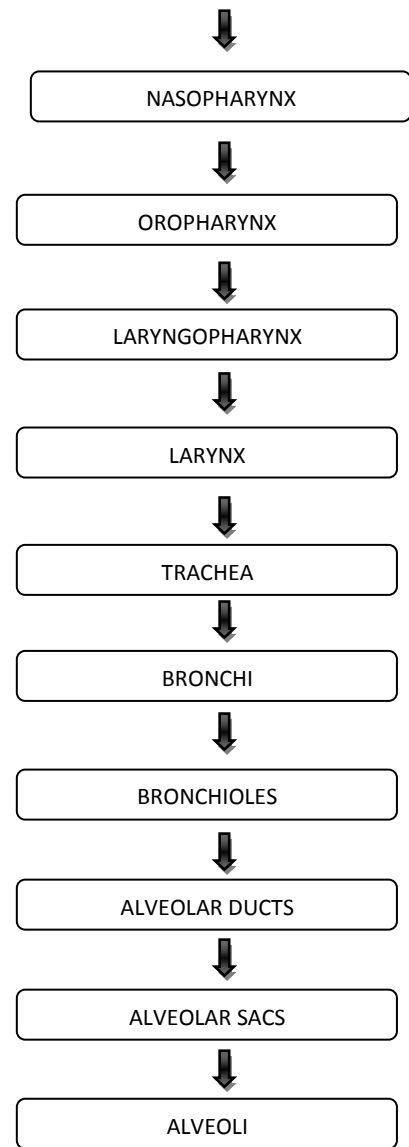 NASOPHARYNX
OROPHARYNX
LARYNGOPHARYNX
LARYNX
TRACHEA
BRONCHI
BRONCHIOLES
ALVEOLAR DUCTS
ALVEOLAR SACS
ALVEOLI